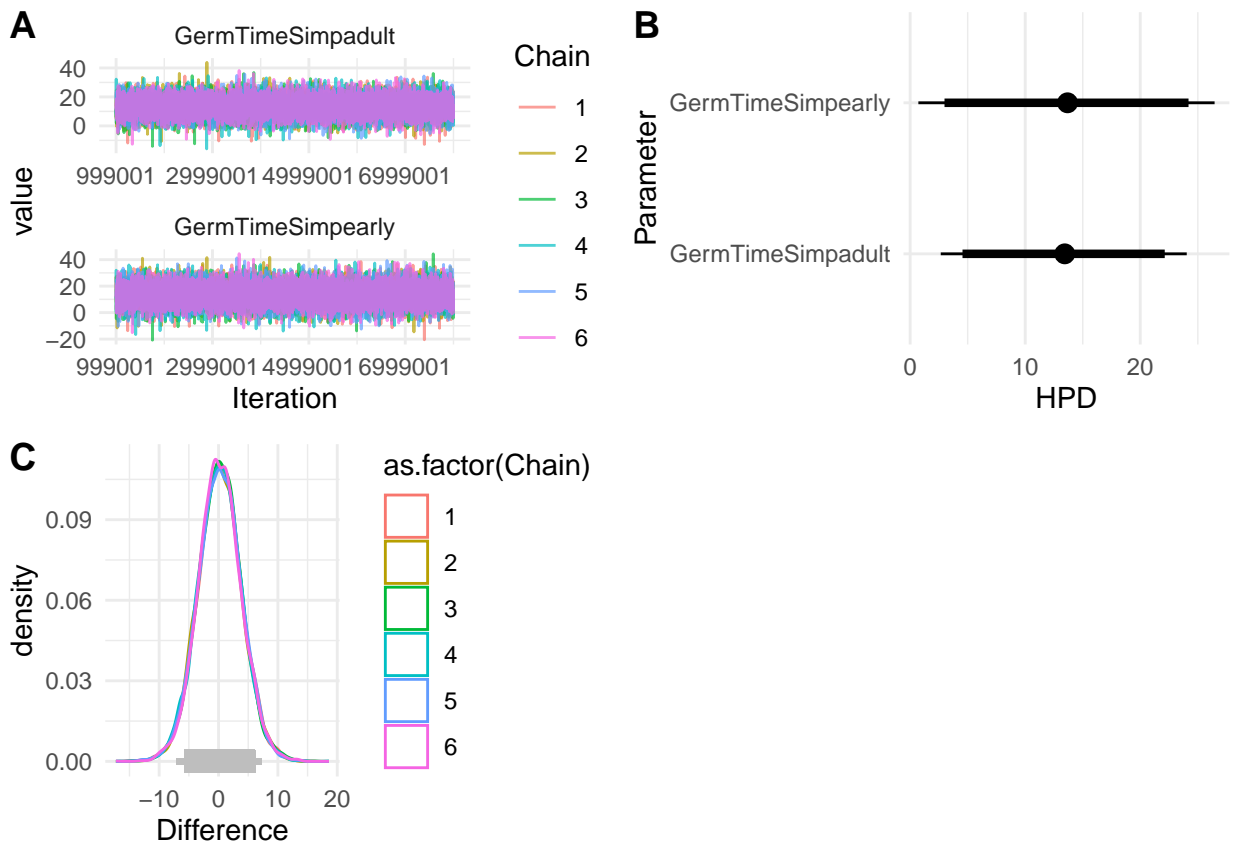 A
GermTimeSimpadult
40
20
0
999001 2999001 4999001 6999001
GermTimeSimpearly
40
20
0
−20
999001 2999001 4999001 6999001
Iteration
value
Chain
1
2
3
4
5
6
B
GermTimeSimpearly
GermTimeSimpadult
Parameter
0 10 20
HPD
C
0.09
0.06
0.03
0.00
density
−10 0 10 20
Difference
as.factor(Chain)
1
2
3
4
5
6